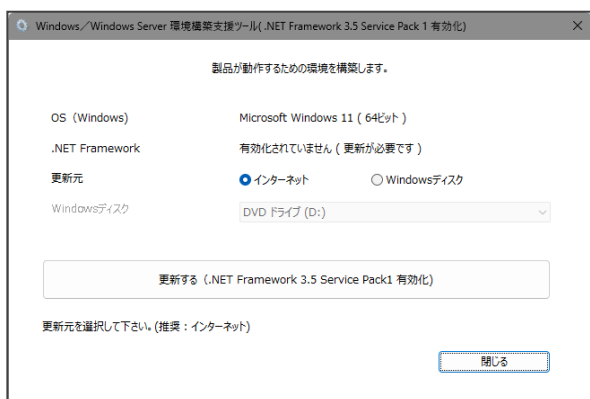 Windows／Windows Server 環境構築支援ツール( .NET Framework 3.5 Service Pack 1 有効化)
製品が動作するための環境を構築します。
OS（Windows) Microsoft Windows 11 ( 64ビット )
.NET Framework 有効化されていません ( 更新が必要です )
更新元 インターネット Windowsディスク
Windowsディスク DVD ドライブ (D:)
更新する（.NET Framework 3.5 Service Pack1 有効化)
更新元を選択して下さい。(推奨：インターネット)
閉じる